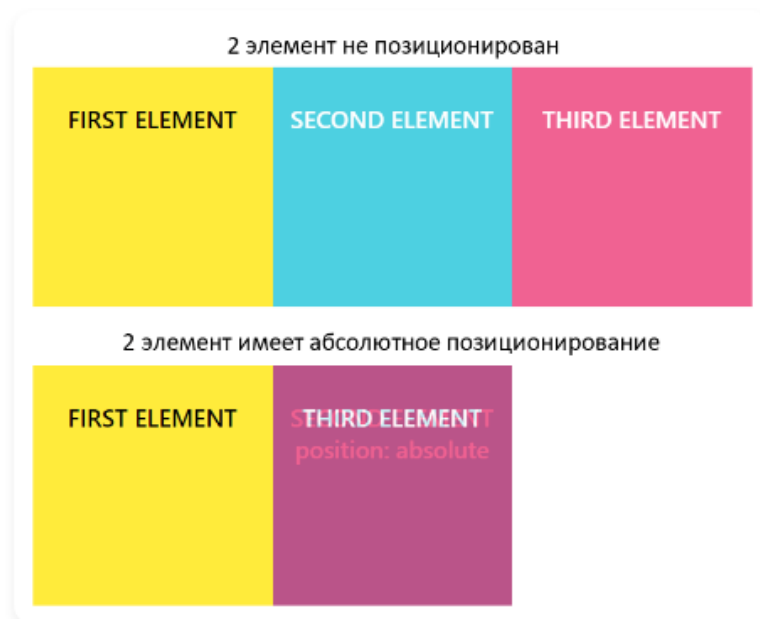 2 элемент не позиционирован
FIRST ELEMENT SECOND ELEMENT THIRD ELEMENT
2 элемент имеет абсолютное позиционирование
FIRST ELEMENT THIRD ELEMENT
position: absolute